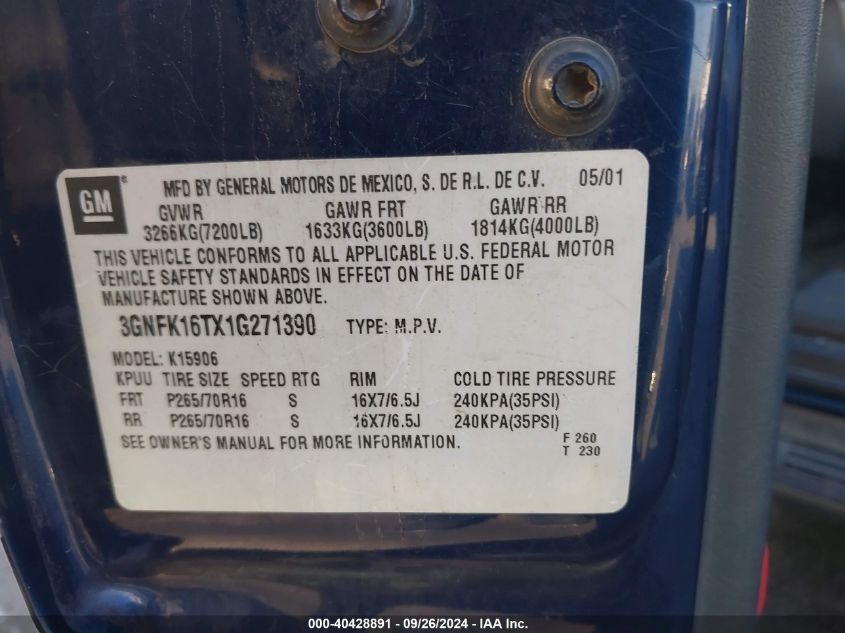 GM ®
MFD BY GENERAL MOTORS DE MEXICO, S. DE R.L. DE C.V. 05/01
GVWR GAWR FRT GAWR RR
3266KG(7200LB) 1633KG(3600LB) 1814KG(4000LB)
THIS VEHICLE CONFORMS TO ALL APPLICABLE U.S. FEDERAL MOTOR
VEHICLE SAFETY STANDARDS IN EFFECT ON THE DATE OF
MANUFACTURE SHOWN ABOVE.
3GNFK16TX1G271390 TYPE: M.P.V.
MODEL: K15906
KPUU TIRE SIZE SPEED RTG RIM COLD TIRE PRESSURE
FRT P265/70R16 S 16X7/6.5J 240KPA(35PSI)
RR P265/70R16 S 16X7/6.5J 240KPA(35PSI)
SEE OWNER'S MANUAL FOR MORE INFORMATION. F 260
T 230
000-40428891 - 09/26/2024 - IAA Inc.